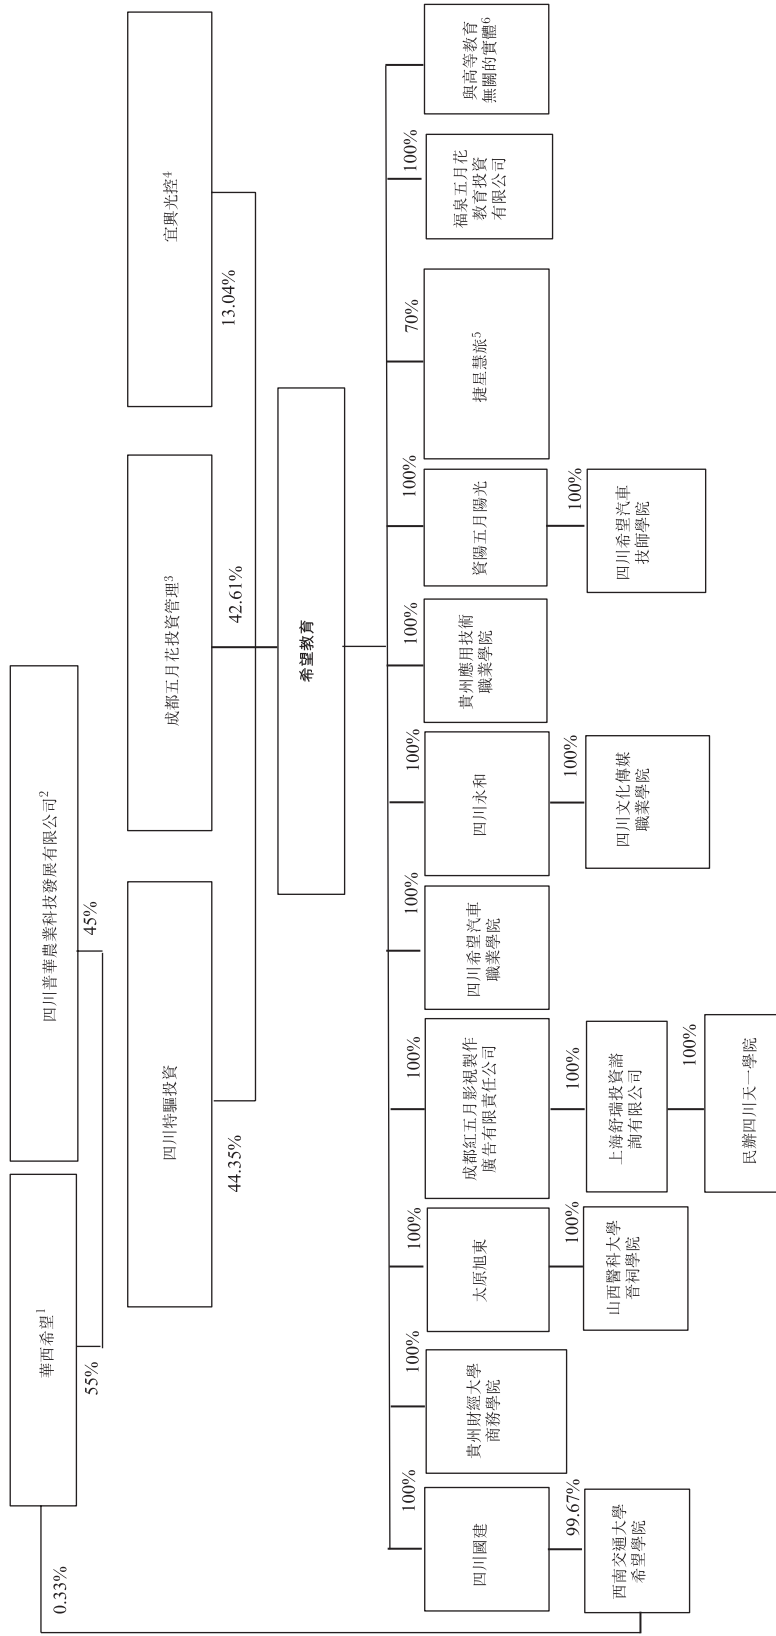 華西希望1
四川普華農業科技發展有限公司2
55%
45%
0.33%
四川特驅投資
成都五月花投資管理3
宜興光控4
44.35%
42.61%
13.04%
希望教育
100%
100%
100%
100%
100%
100%
100%
100%
70%
100%
四川國建
貴州財經大學
商務學院
太原旭東
成都紅五月影視製作
廣告有限責任公司
四川希望汽車
職業學院
四川永和
貴州應用技術
職業學院
資陽五月陽光
捷星慧旅5
福泉五月花
教育投資
有限公司
與高等教育
無關的實體6
99.67%
100%
100%
100%
100%
西南交通大學
希望學院
山西醫科大學
晉祠學院
上海舒瑞投資諮
詢有限公司
四川文化傳媒
職業學院
四川希望汽車
技師學院
100%
民辦四川天一學院